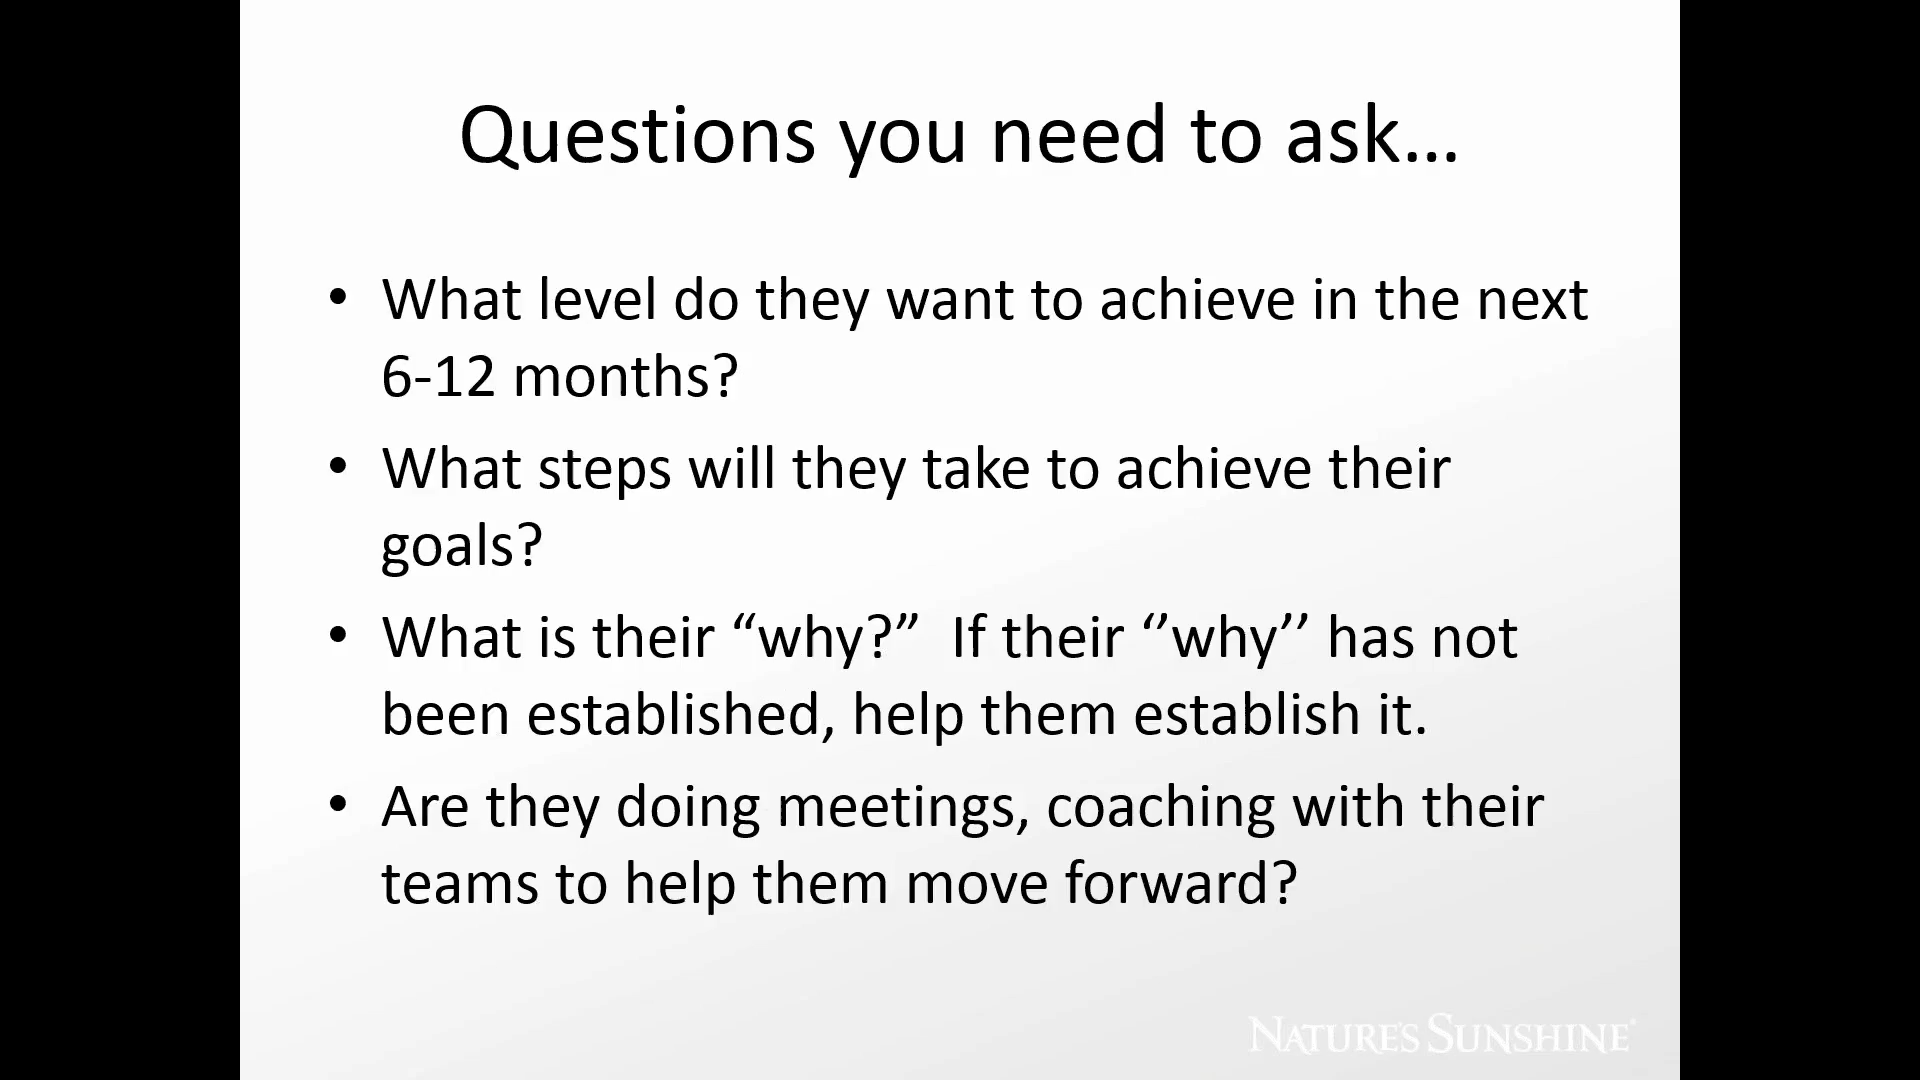 Questions you need to ask…
• What level do they want to achieve in the next
6-12 months?
• What steps will they take to achieve their
goals?
• What is their “why?”  If their ‘’why’’ has not
been established, help them establish it.
• Are they doing meetings, coaching with their
teams to help them move forward?
NATURE'S SUNSHINE®